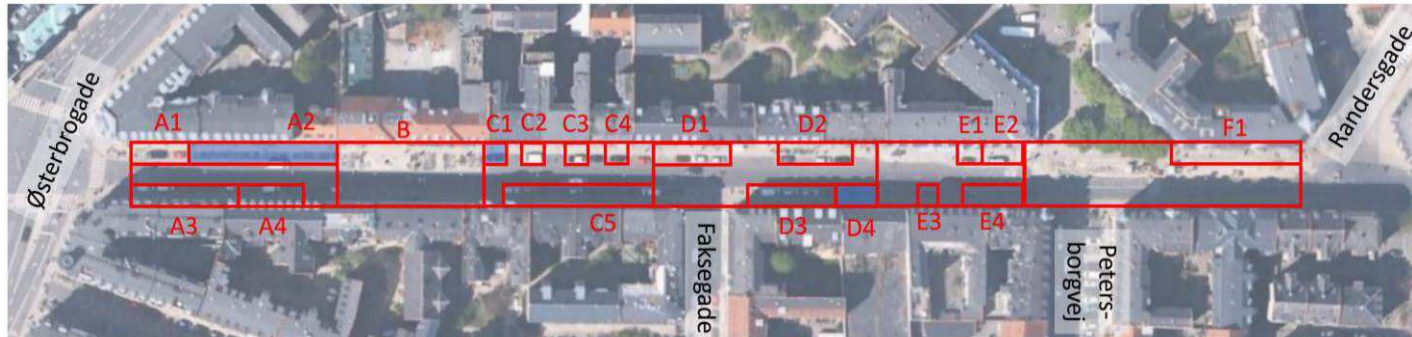 Østerbrogade
A1
A2
B
C1
C2
C3
C4
D1
D2
E1
E2
F1
Randersgade
A3
A4
C5
Faksegade
D3
D4
E3
E4
Peters-
borgvej